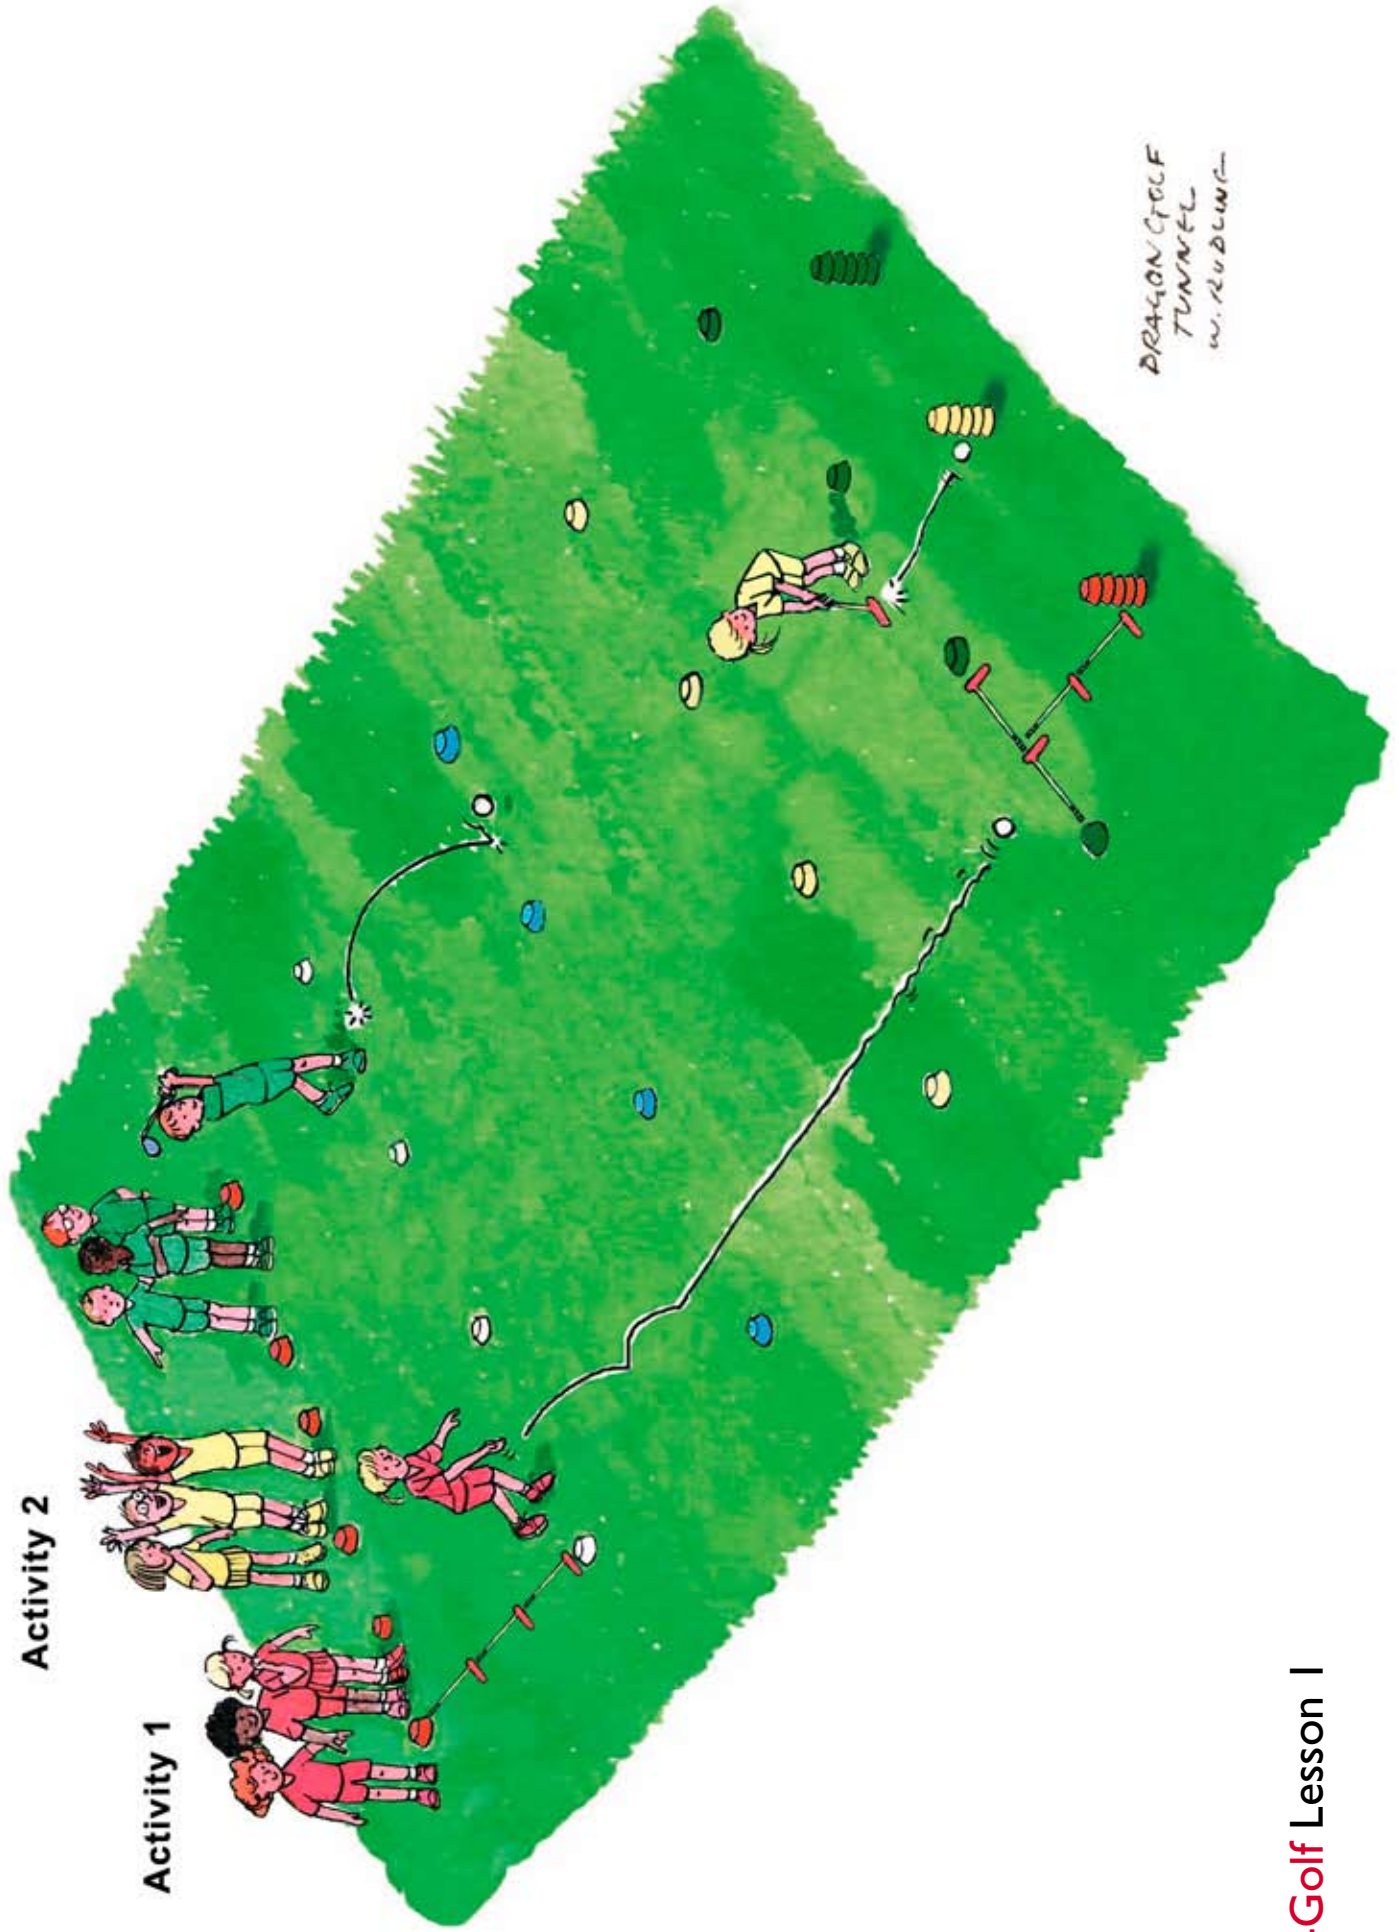 Activity 2
Activity 1
DRAGON GOLF
TUNNEL
W. RUDLING
Golf Lesson 1